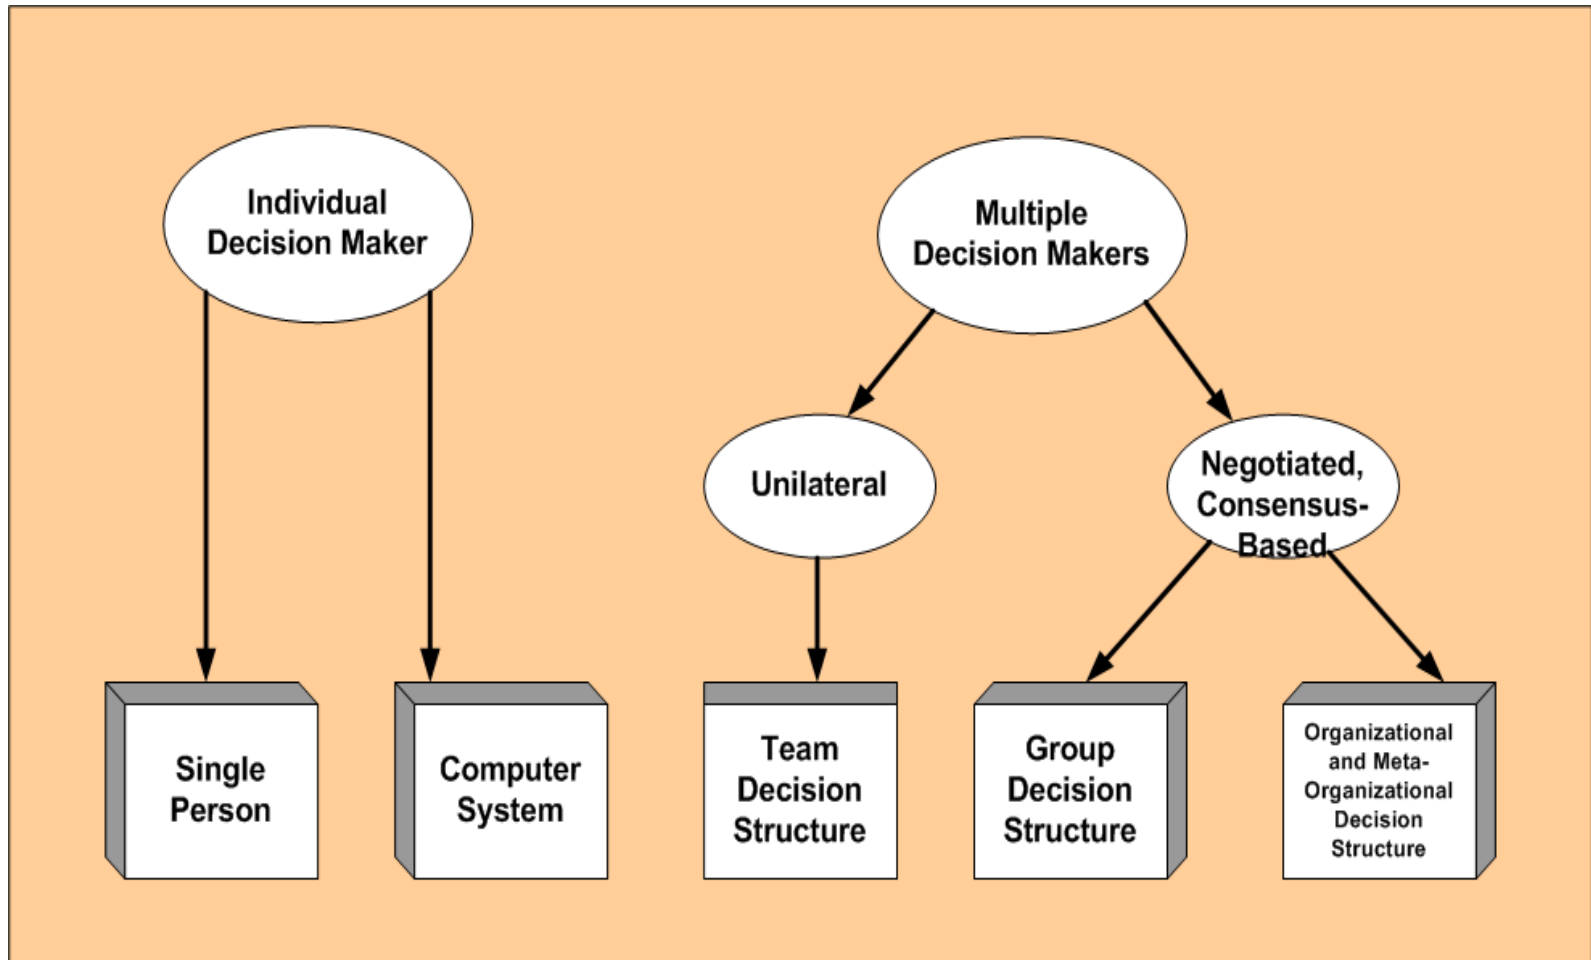 Individual
Decision Maker
Multiple
Decision Makers
Unilateral
Negotiated,
Consensus-
Based
Single
Person
Computer
System
Team
Decision
Structure
Group
Decision
Structure
Organizational
and Meta-
Organizational
Decision
Structure